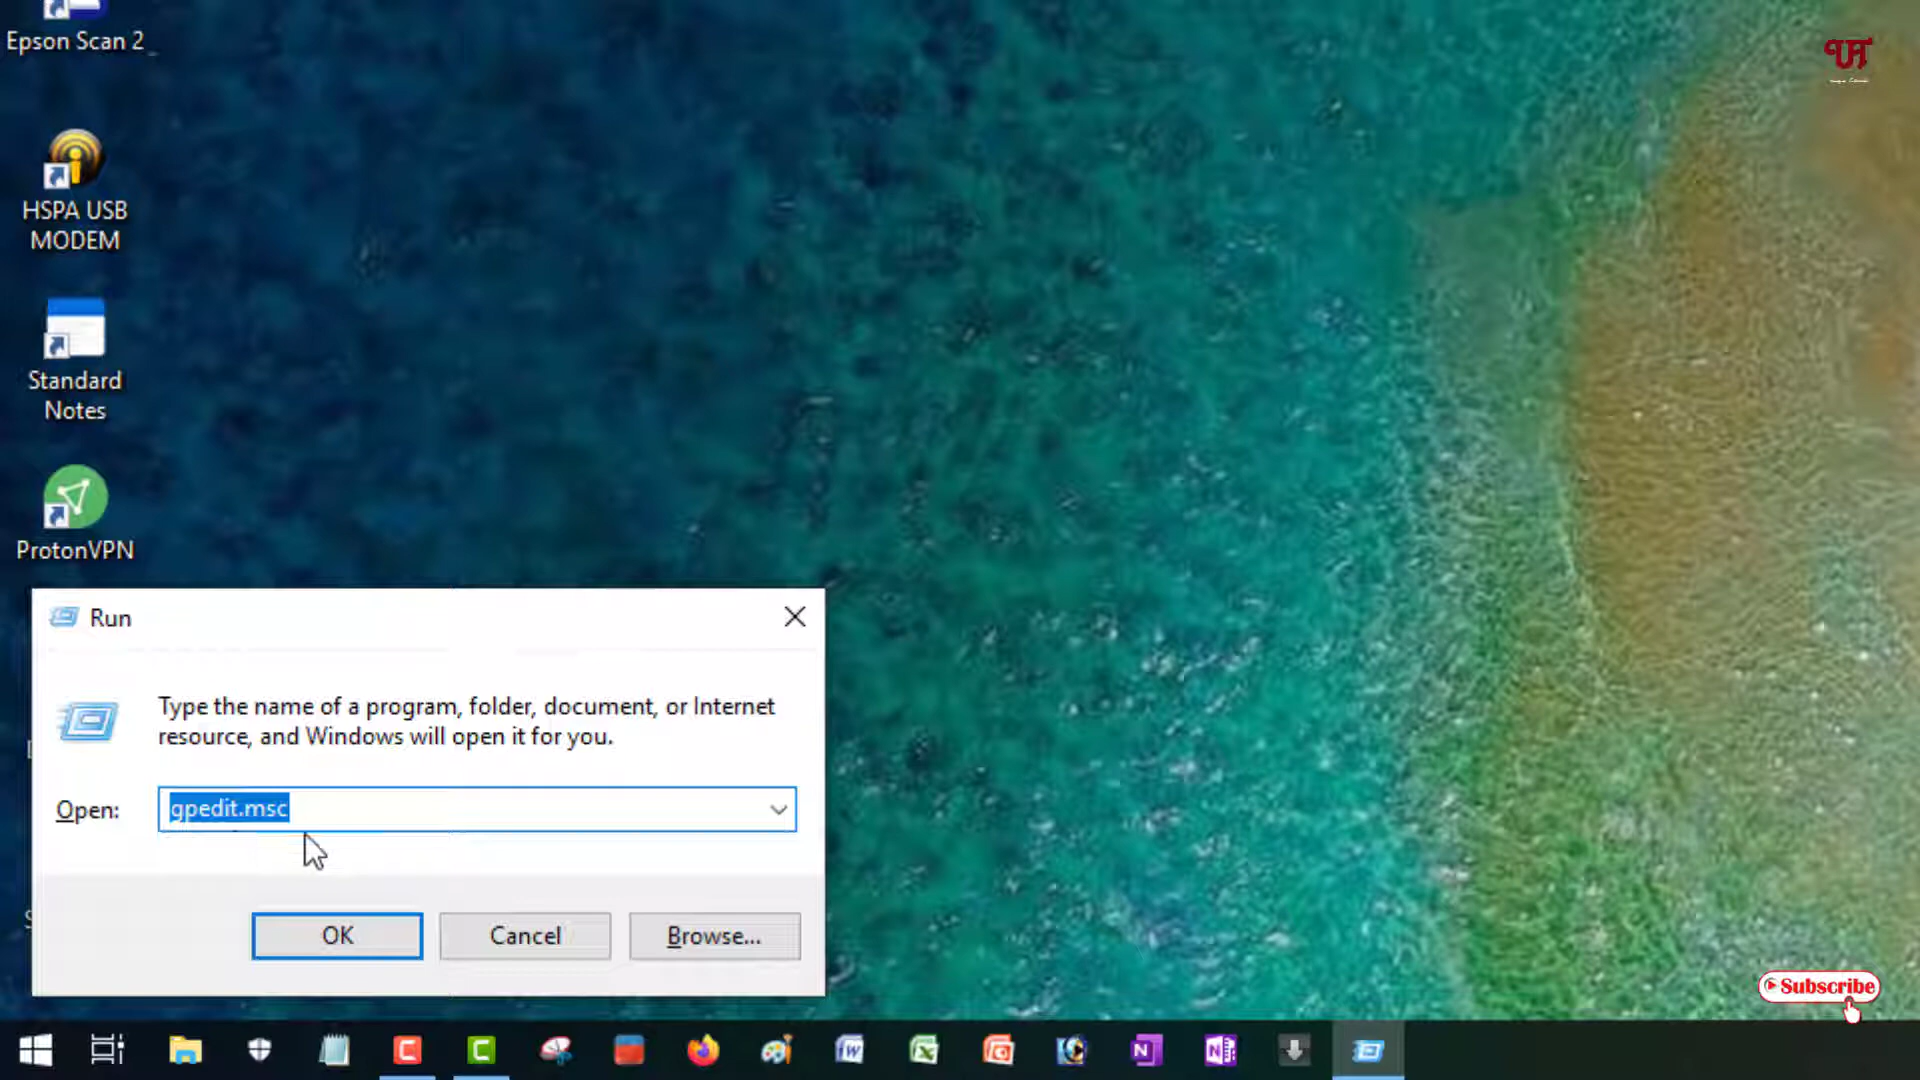 Epson Scan 2
UT
HSPA USB
MODEM
Standard
Notes
ProtonVPN
Run
Type the name of a program, folder, document, or Internet
resource, and Windows will open it for you.
Open:
gpedit.msc
OK
Cancel
Browse...
Subscribe